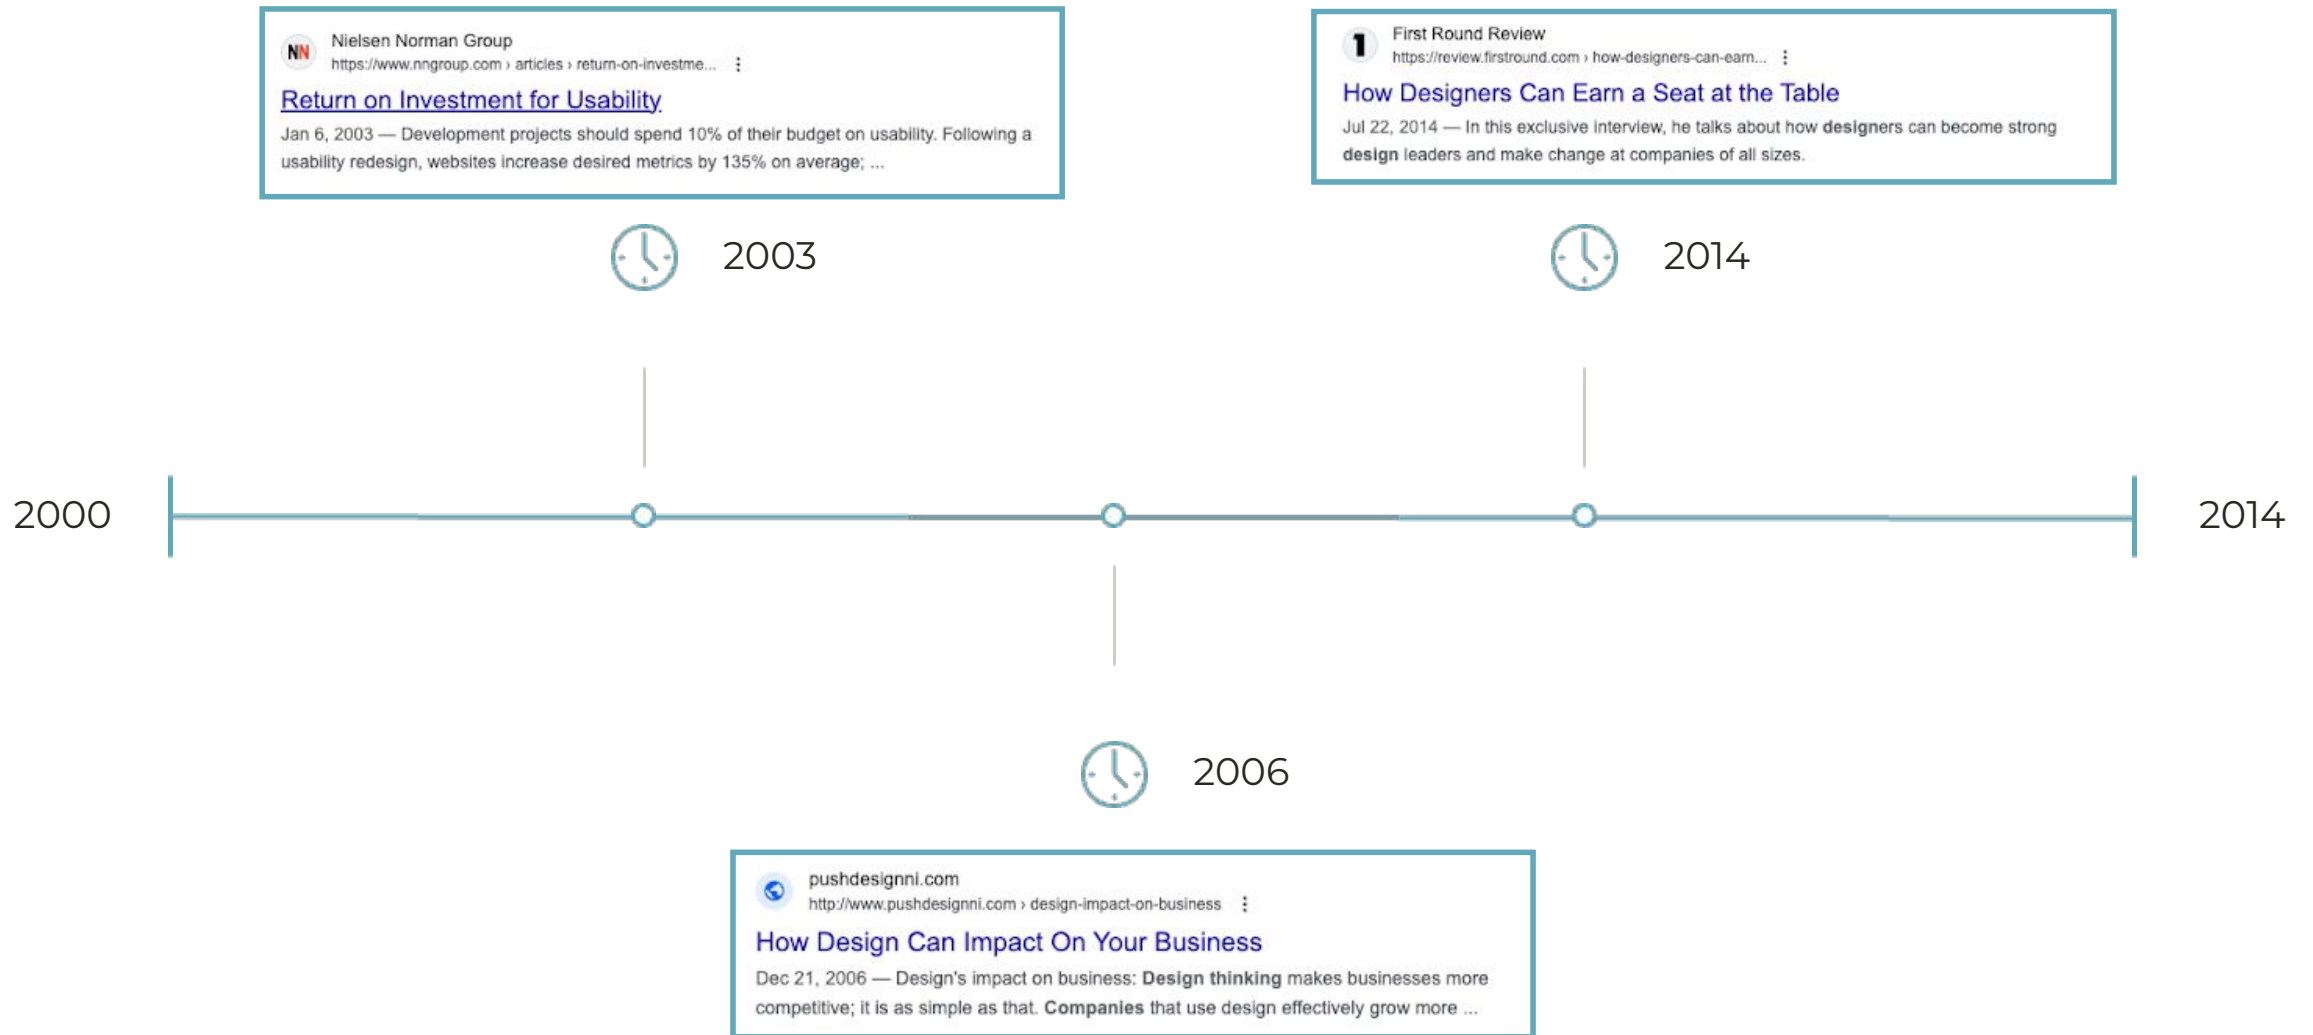 NN
Nielsen Norman Group
https://www.nngroup.com › articles › return-on-investme...
Return on Investment for Usability
Jan 6, 2003 — Development projects should spend 10% of their budget on usability. Following a
usability redesign, websites increase desired metrics by 135% on average; ...
1
First Round Review
https://review.firstround.com › how-designers-can-earn...
How Designers Can Earn a Seat at the Table
Jul 22, 2014 — In this exclusive interview, he talks about how designers can become strong
design leaders and make change at companies of all sizes.
2003
2014
2000
2014
2006
pushdesignni.com
http://www.pushdesignni.com › design-impact-on-business
How Design Can Impact On Your Business
Dec 21, 2006 — Design's impact on business: Design thinking makes businesses more
competitive; it is as simple as that. Companies that use design effectively grow more ...